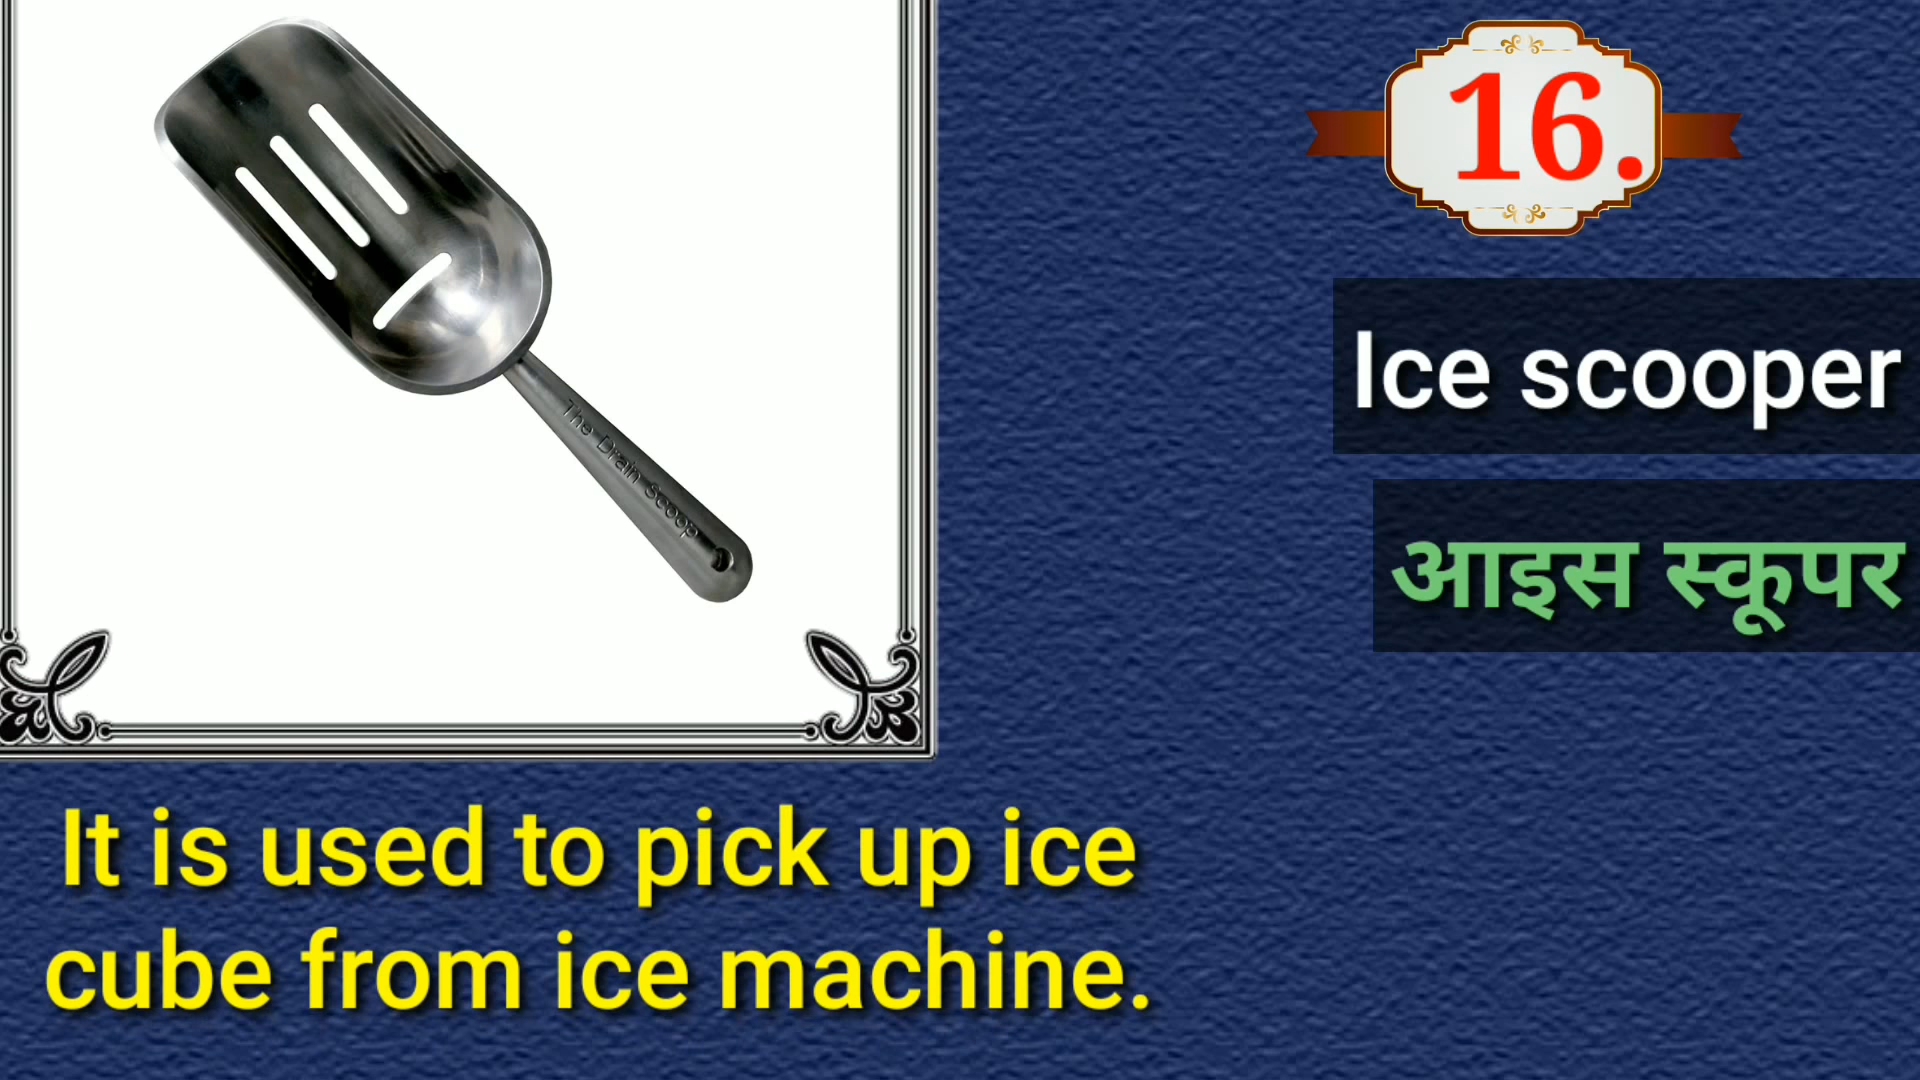 The Drain Scoop
16.
Ice scooper
आइस स्कूपर
It is used to pick up ice
cube from ice machine.